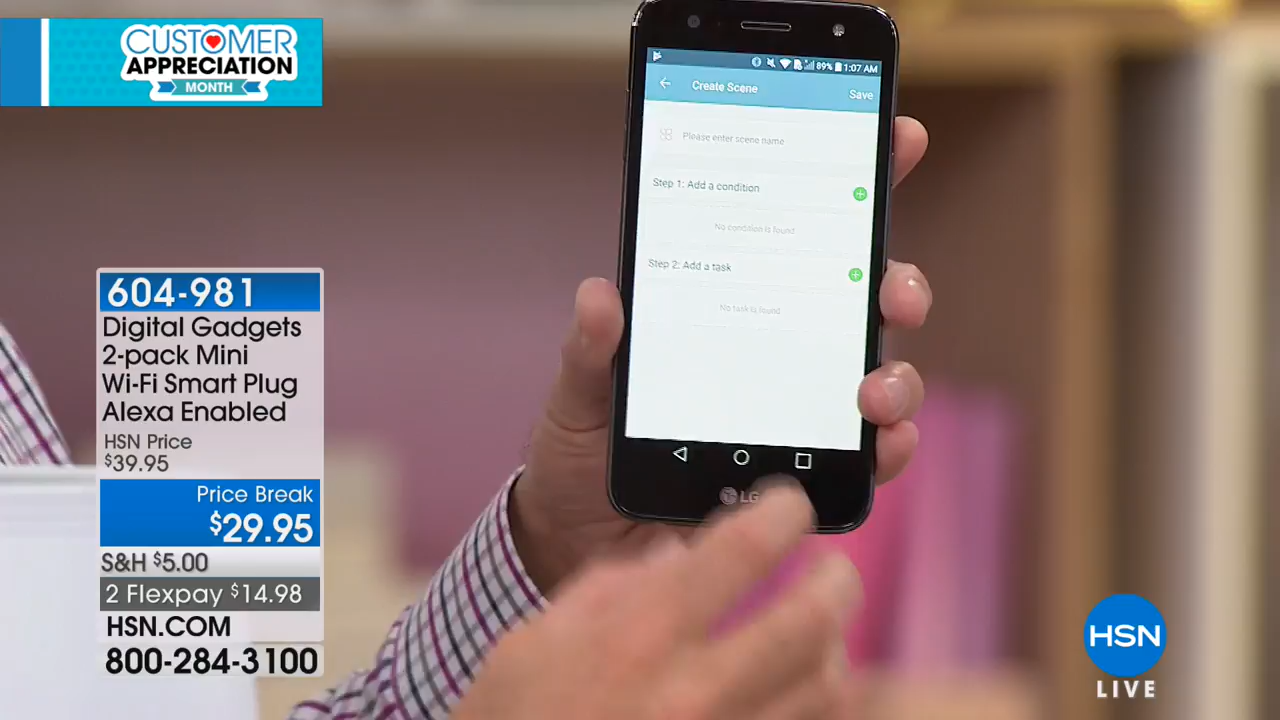 CUSTOMER
APPRECIATION
MONTH
89% 1:07 AM
Create Scene
Save
Please enter scene name
Step 1: Add a condition
No condition is found
Step 2: Add a task
No task is found
LG
604-981
Digital Gadgets
2-pack Mini
Wi-Fi Smart Plug
Alexa Enabled
HSN Price
$39.95
Price Break
$29.95
S&H $5.00
2 Flexpay $14.98
HSN.COM
800-284-3100
HSN
LIVE